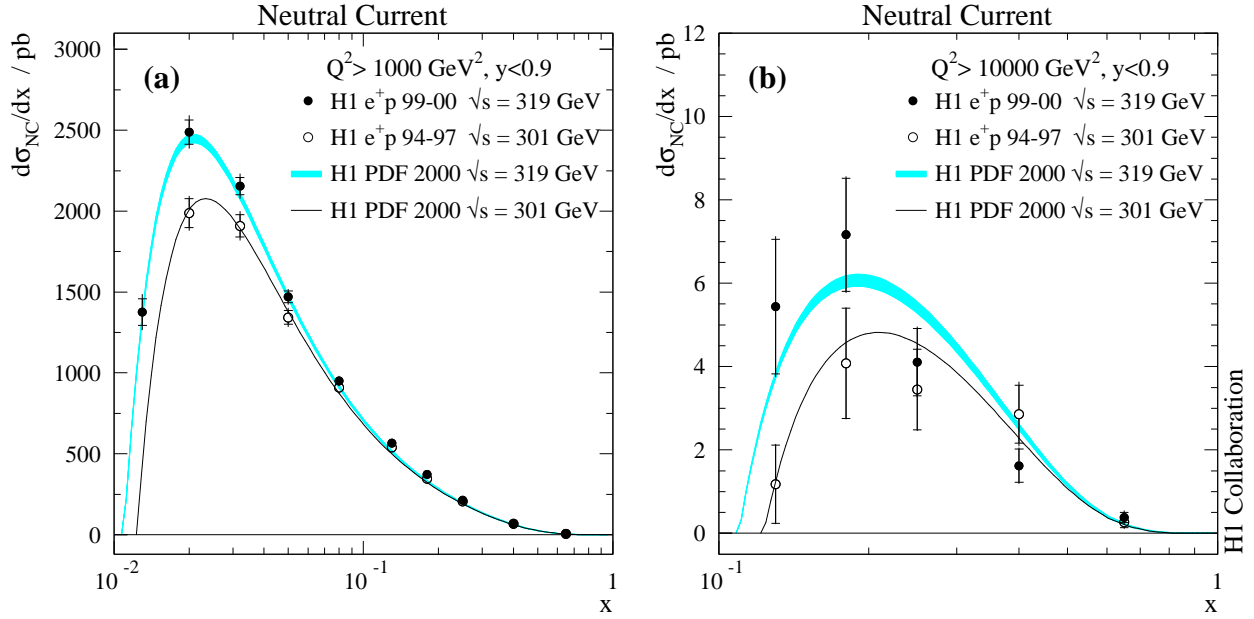 Neutral Current
dσ_NC/dx / pb
3000
2500
2000
1500
1000
500
0
(a)
Q² > 1000 GeV², y<0.9
H1 e⁺p 99-00 √s = 319 GeV
H1 e⁺p 94-97 √s = 301 GeV
H1 PDF 2000 √s = 319 GeV
H1 PDF 2000 √s = 301 GeV
10⁻²
10⁻¹
1
x
Neutral Current
dσ_NC/dx / pb
12
10
8
6
4
2
0
(b)
Q² > 10000 GeV², y<0.9
H1 e⁺p 99-00 √s = 319 GeV
H1 e⁺p 94-97 √s = 301 GeV
H1 PDF 2000 √s = 319 GeV
H1 PDF 2000 √s = 301 GeV
10⁻¹
1
x
H1 Collaboration